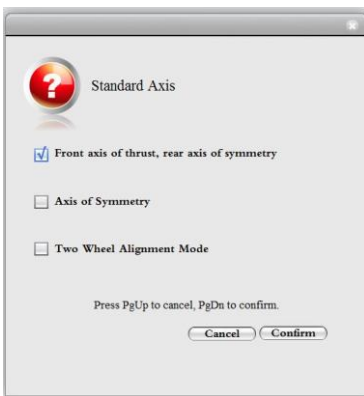 Standard Axis
Front axis of thrust, rear axis of symmetry
Axis of Symmetry
Two Wheel Alignment Mode
Press PgUp to cancel, PgDn to confirm.
Cancel Confirm